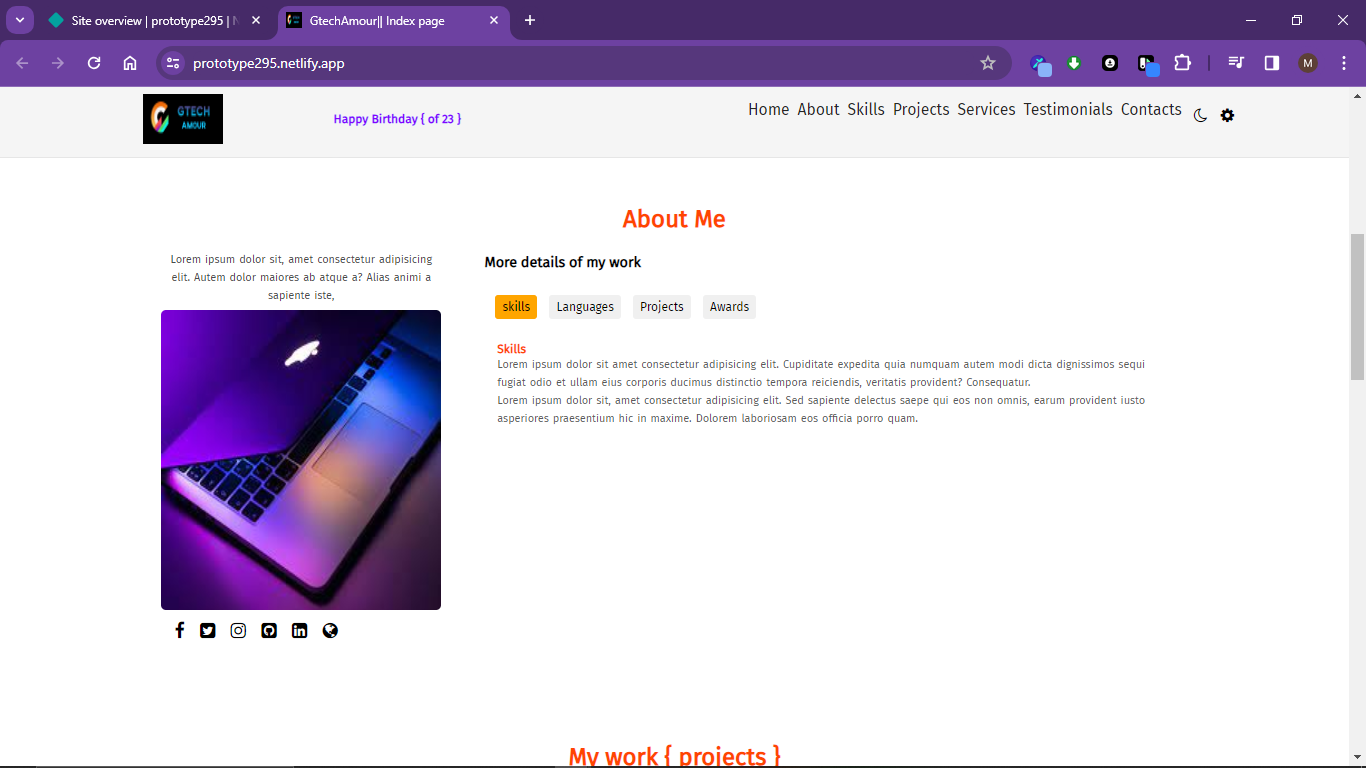 Site overview | prototype295 | N
GtechAmour|| Index page
prototype295.netlify.app
M
GTECH
AMOUR
Happy Birthday { of 23 }
Home About Skills Projects Services Testimonials Contacts
About Me
Lorem ipsum dolor sit, amet consectetur adipisicing
elit. Autem dolor maiores ab atque a? Alias animi a
sapiente iste,
More details of my work
skills Languages Projects Awards
Skills
Lorem ipsum dolor sit amet consectetur adipisicing elit. Cupiditate expedita quia numquam autem modi dicta dignissimos sequi
fugiat odio et ullam eius corporis ducimus distinctio tempora reiciendis, veritatis provident? Consequatur.
Lorem ipsum dolor sit, amet consectetur adipisicing elit. Sed sapiente delectus saepe qui eos non omnis, earum provident iusto
asperiores praesentium hic in maxime. Dolorem laboriosam eos officia porro quam.
My work { projects }